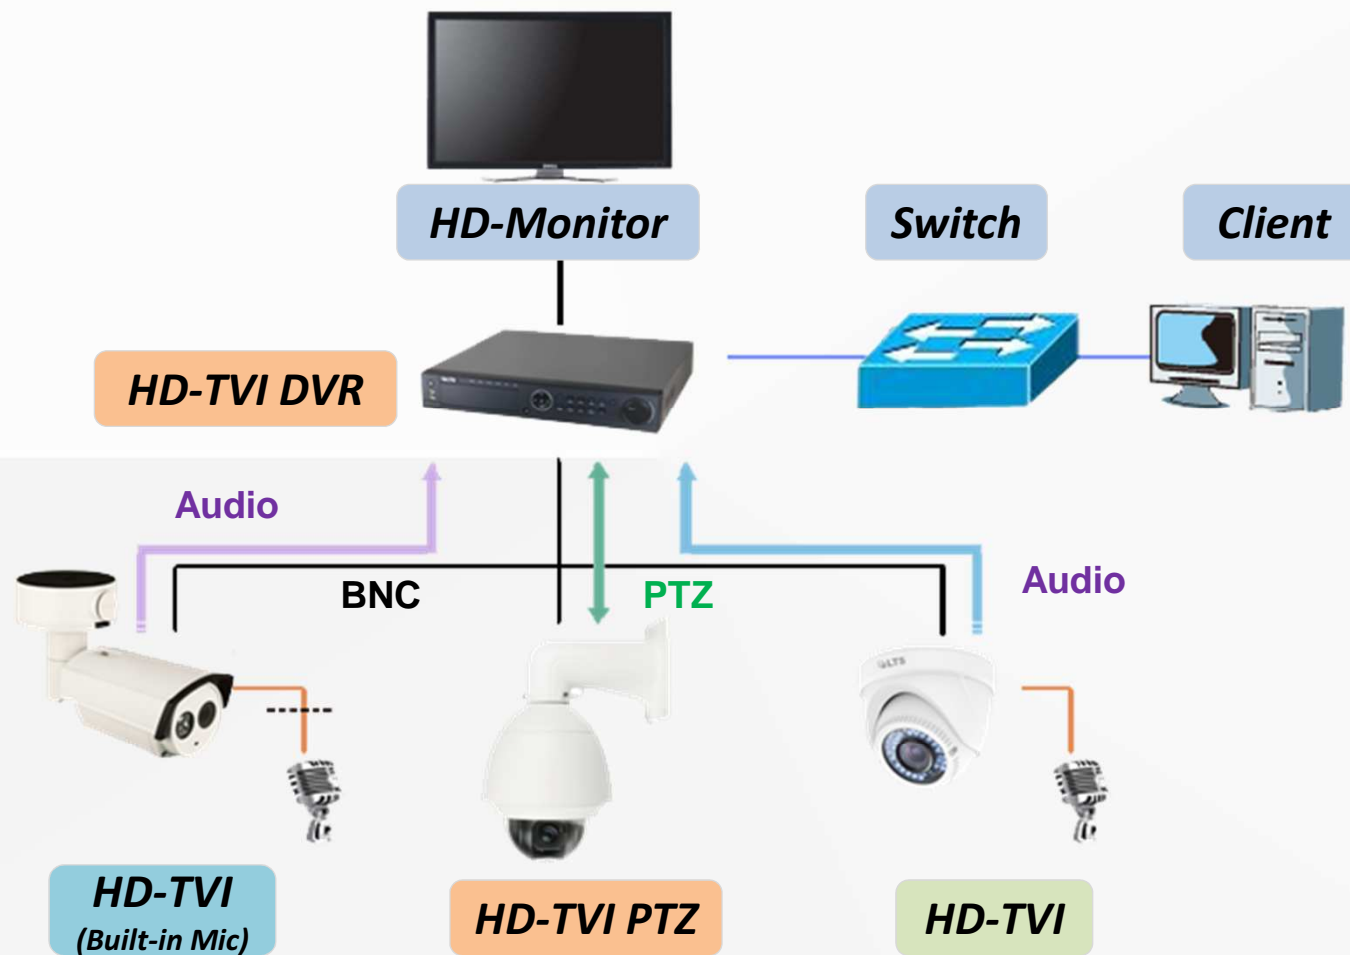 HD-Monitor
Switch
Client
HD-TVI DVR
Audio
BNC
PTZ
Audio
LTS
HD-TVI
(Built-in Mic)
HD-TVI PTZ
HD-TVI